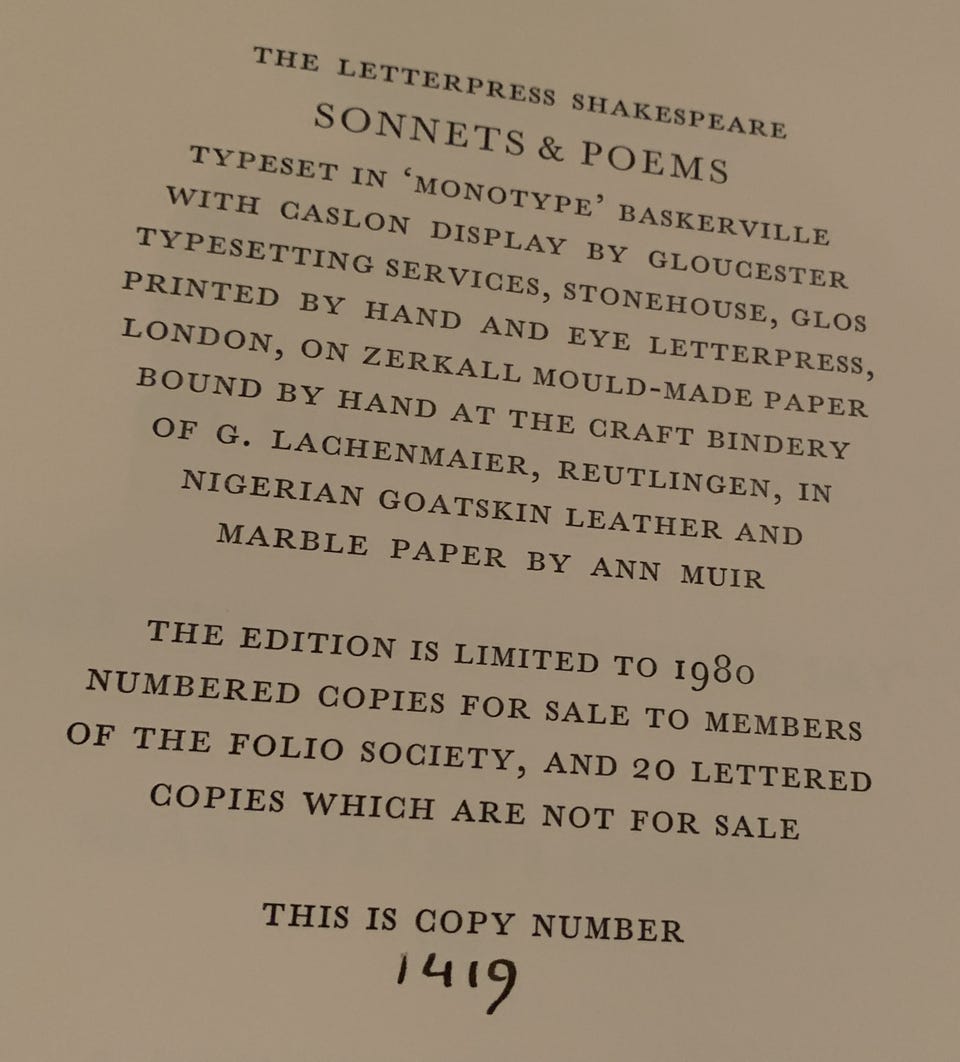 THE LETTERPRESS SHAKESPEARE
SONNETS & POEMS
TYPESET IN ‘MONOTYPE’ BASKERVILLE
WITH CASLON DISPLAY BY GLOUCESTER
TYPESETTING SERVICES, STONEHOUSE, GLOS
PRINTED BY HAND AND EYE LETTERPRESS,
LONDON, ON ZERKALL MOULD-MADE PAPER
BOUND BY HAND AT THE CRAFT BINDERY
OF G. LACHENMAIER, REUTLINGEN, IN
NIGERIAN GOATSKIN LEATHER AND
MARBLE PAPER BY ANN MUIR
THE EDITION IS LIMITED TO 1980
NUMBERED COPIES FOR SALE TO MEMBERS
OF THE FOLIO SOCIETY, AND 20 LETTERED
COPIES WHICH ARE NOT FOR SALE
THIS IS COPY NUMBER
1419